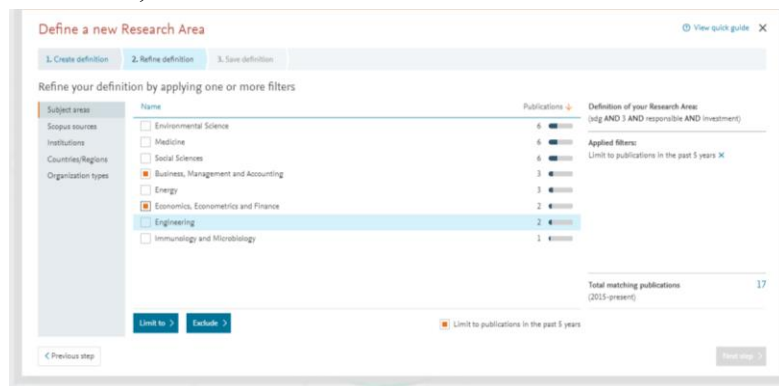 Define a new Research Area
View quick guide
1. Create definition 2. Refine definition 3. Save definition
Refine your definition by applying one or more filters
Subject areas
Scopus sources
Institutions
Countries/Regions
Organization types
Name Publications
Environmental Science 6
Medicine 6
Social Sciences 6
Business, Management and Accounting 3
Energy 3
Economics, Econometrics and Finance 2
Engineering 2
Immunology and Microbiology 1
Limit to > Exclude >
Limit to publications in the past 5 years
Definition of your Research Area:
(sdg AND 3 AND responsible AND investment)
Applied filters:
Limit to publications in the past 5 years ×
Total matching publications 17
(2015-present)
< Previous step
Next step >